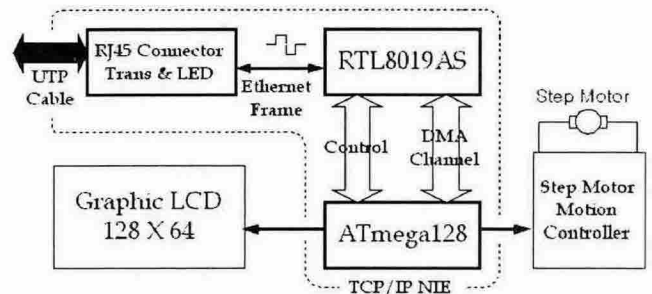 RJ45 Connector
Trans & LED
UTP
Cable
Ethernet
Frame
RTL8019AS
Control
DMA
Channel
Step Motor
Graphic LCD
128 X 64
ATmega128
Step Motor
Motion
Controller
TCP/IP NIE